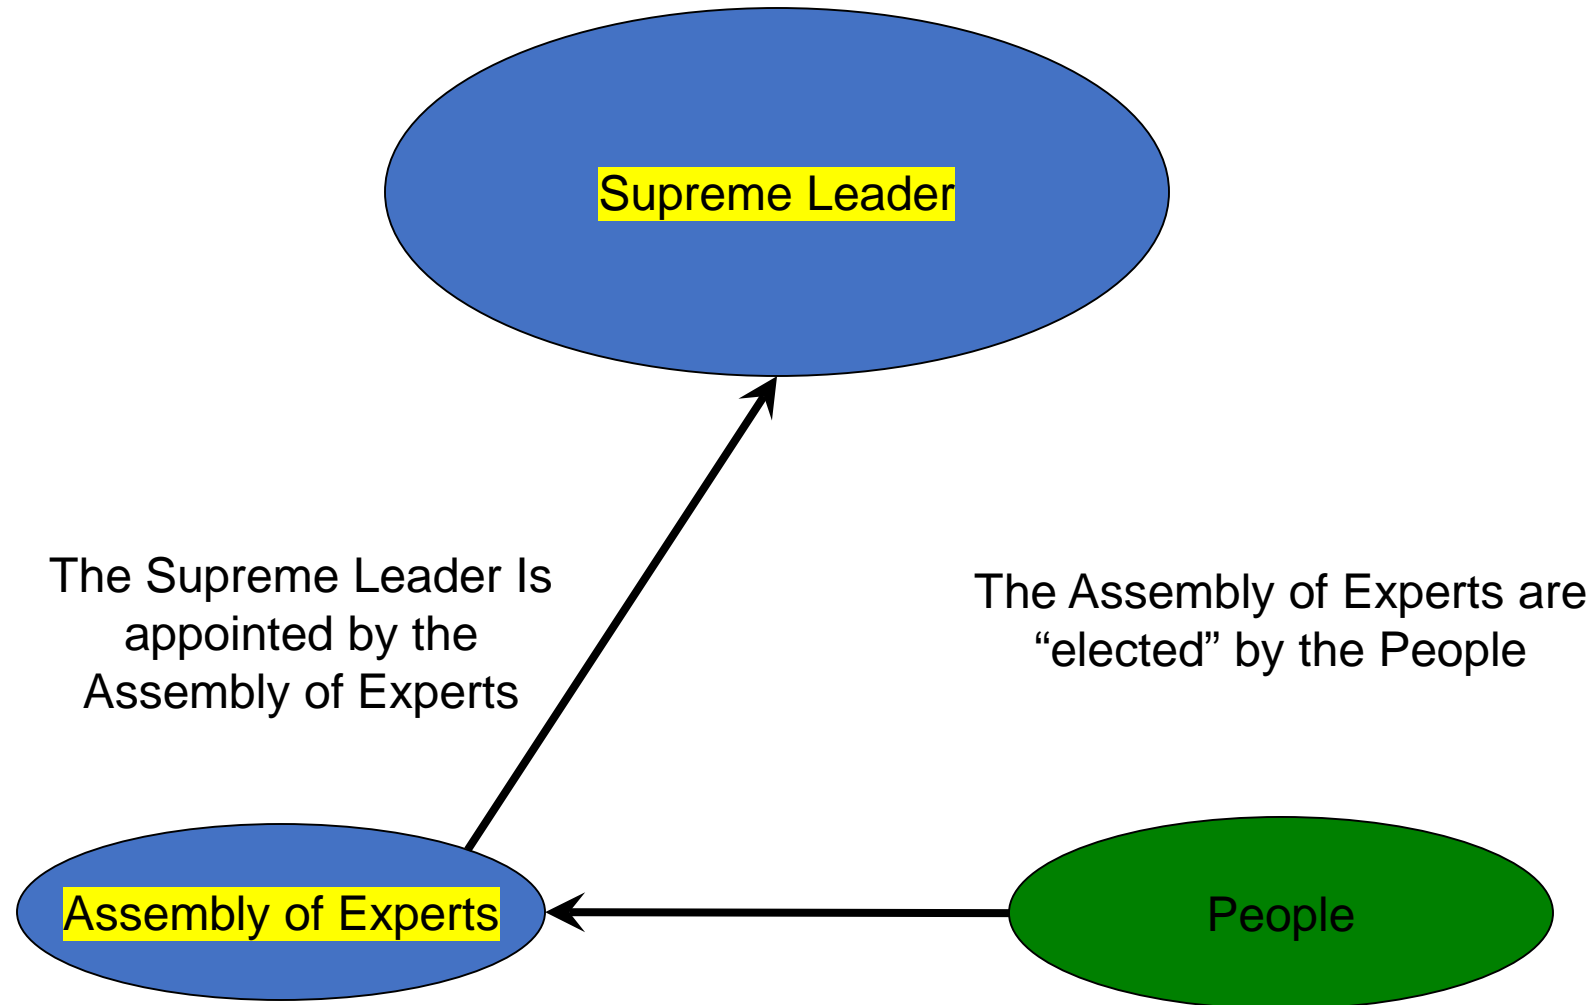 Supreme Leader
The Supreme Leader Is
appointed by the
Assembly of Experts
The Assembly of Experts are
“elected” by the People
Assembly of Experts
People